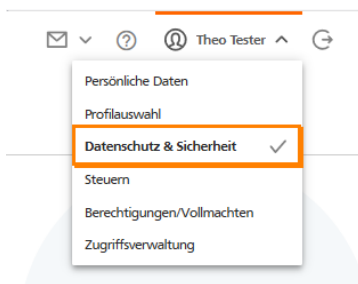 Theo Tester
Persönliche Daten
Profilauswahl
Datenschutz & Sicherheit
Steuern
Berechtigungen/Vollmachten
Zugriffsverwaltung